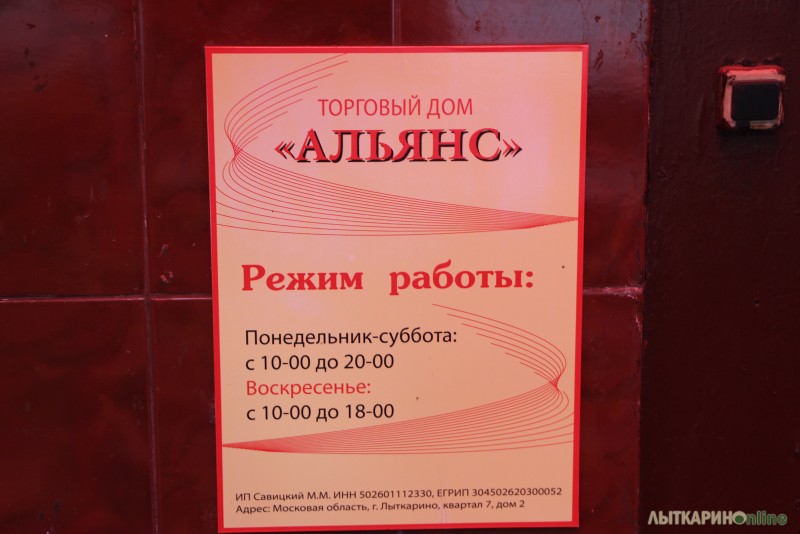 ТОРГОВЫЙ ДОМ
«АЛЬЯНС»
Режим работы:
Понедельник-суббота:
с 10-00 до 20-00
Воскресенье:
с 10-00 до 18-00
ИП Савицкий М.М. ИНН 502601112330, ЕГРИП 304502620300052
Адрес: Московая область, г. Лыткарино, квартал 7, дом 2
ЛЫТКАРИНОonline